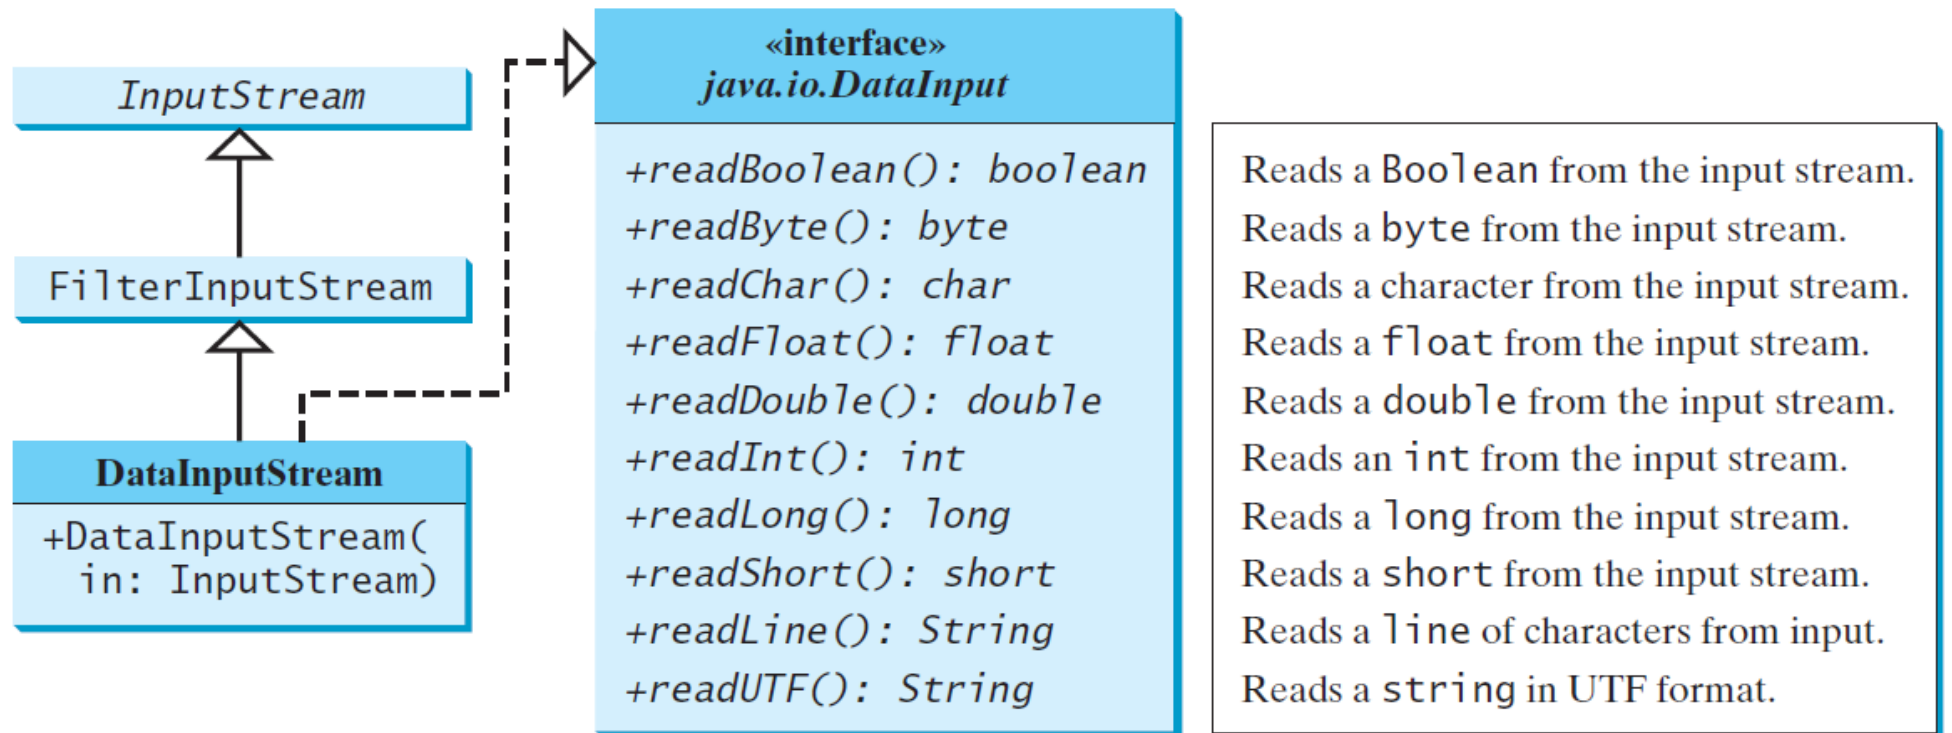 InputStream
FilterInputStream
DataInputStream
+DataInputStream(
in: InputStream)
«interface»
java.io.DataInput
+readBoolean(): boolean
+readByte(): byte
+readChar(): char
+readFloat(): float
+readDouble(): double
+readInt(): int
+readLong(): long
+readShort(): short
+readLine(): String
+readUTF(): String
Reads a Boolean from the input stream.
Reads a byte from the input stream.
Reads a character from the input stream.
Reads a float from the input stream.
Reads a double from the input stream.
Reads an int from the input stream.
Reads a long from the input stream.
Reads a short from the input stream.
Reads a line of characters from input.
Reads a string in UTF format.